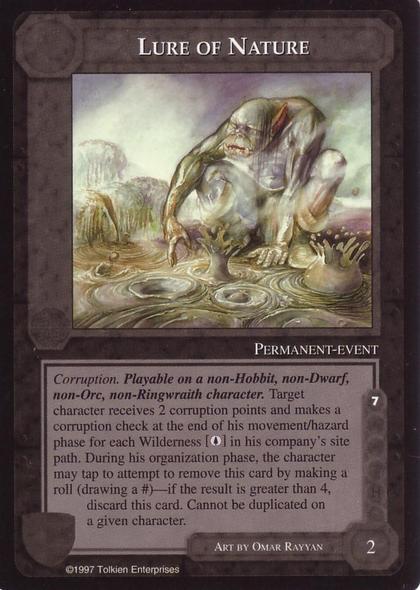 LURE OF NATURE
PERMANENT-EVENT
Corruption. Playable on a non-Hobbit, non-Dwarf,
non-Orc, non-Ringwraith character. Target
character receives 2 corruption points and makes a
corruption check at the end of his movement/hazard
phase for each Wilderness [] in his company's site
path. During his organization phase, the character
may tap to attempt to remove this card by making a
roll (drawing a #)—if the result is greater than 4,
discard this card. Cannot be duplicated on
a given character.
7
H
ART BY OMAR RAYYAN
2
©1997 Tolkien Enterprises